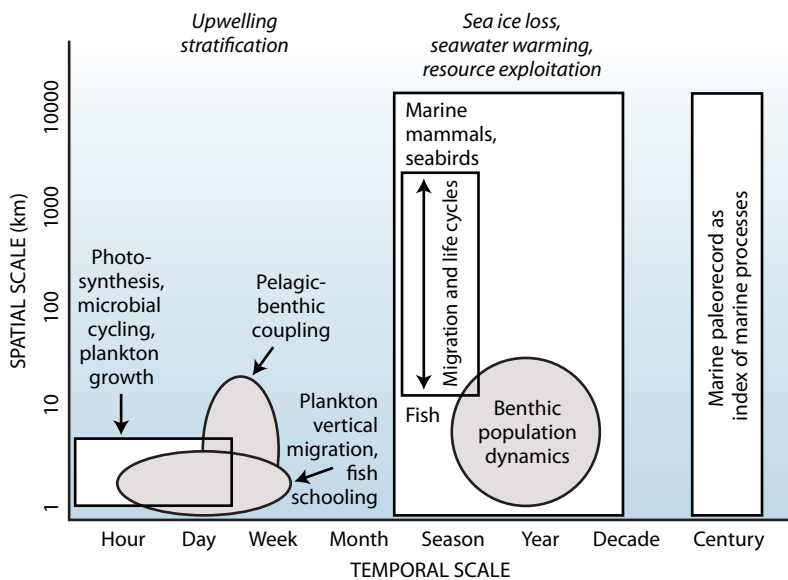 Upwelling
stratification
Sea ice loss,
seawater warming,
resource exploitation
SPATIAL SCALE (km)
10000
1000
100
10
1
Photo-
synthesis,
microbial
cycling,
plankton
growth
Pelagic-
benthic
coupling
Plankton
vertical
migration,
fish
schooling
Marine
mammals,
seabirds
Migration and life cycles
Fish
Benthic
population
dynamics
Marine paleorecord as
index of marine processes
Hour
Day
Week
Month
Season
Year
Decade
Century
TEMPORAL SCALE